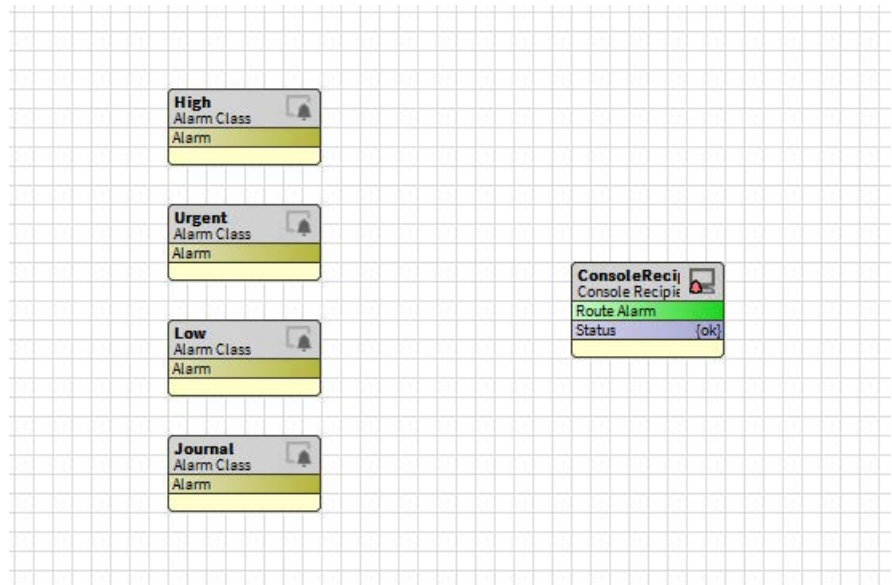 High
Alarm Class
Alarm
Urgent
Alarm Class
Alarm
Low
Alarm Class
Alarm
Journal
Alarm Class
Alarm
ConsoleReci
Console Recipie
Route Alarm
Status {ok}